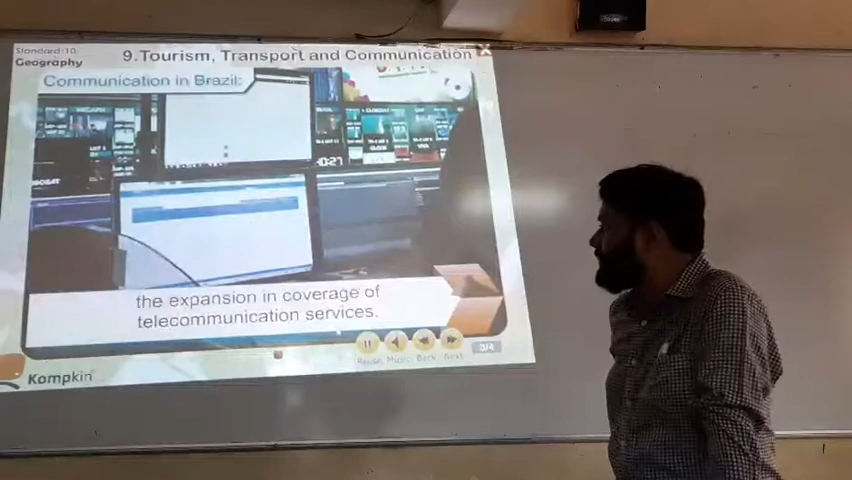 Standard-10
Geography
9.Tourism, Transport and Communication
Communication in Brazil:
the expansion in coverage of
telecommunication services.
Pause Music Back Next
3/4
Kompkin